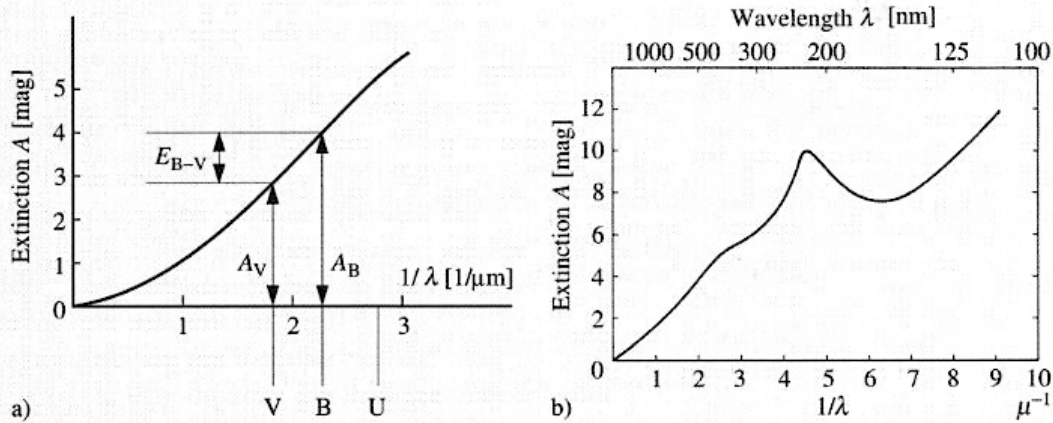 Extinction A [mag]
5
4
3
2
1
0
E_B–V
A_V
A_B
1/ λ [1/μm]
1
2
3
a)
V
B
U
Wavelength λ [nm]
1000 500 300 200 125 100
Extinction A [mag]
12
10
8
6
4
2
0
1 2 3 4 5 6 7 8 9 10
b)
1/λ
μ⁻¹